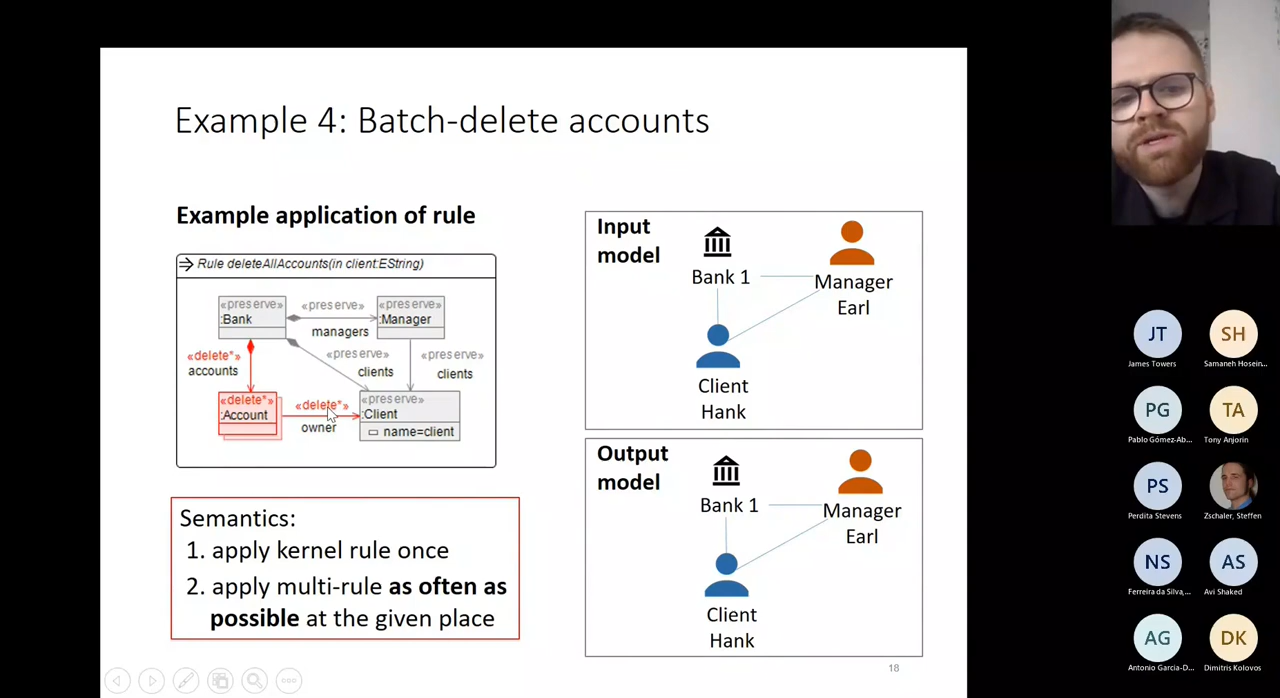 Example 4: Batch-delete accounts
Example application of rule
Rule deleteAllAccounts(in client:EString)
«preserve»
:Bank
«preserve»
managers
«preserve»
:Manager
«delete*»
accounts
«preserve»
clients
«preserve»
clients
«delete*»
:Account
«delete*»
owner
«preserve»
:Client
name=client
Semantics:
1. apply kernel rule once
2. apply multi-rule as often as
possible at the given place
Input
model
Bank 1
Manager
Earl
Client
Hank
Output
model
Bank 1
Manager
Earl
Client
Hank
18
JT
James Towers
SH
Samaneh Hosein...
PG
Pablo Gómez-Ab...
TA
Tony Anjorin
PS
Perdita Stevens
Zschaler, Steffen
NS
Ferreira da Silva,...
AS
Avi Shaked
AG
Antonio Garcia-D...
DK
Dimitris Kolovos